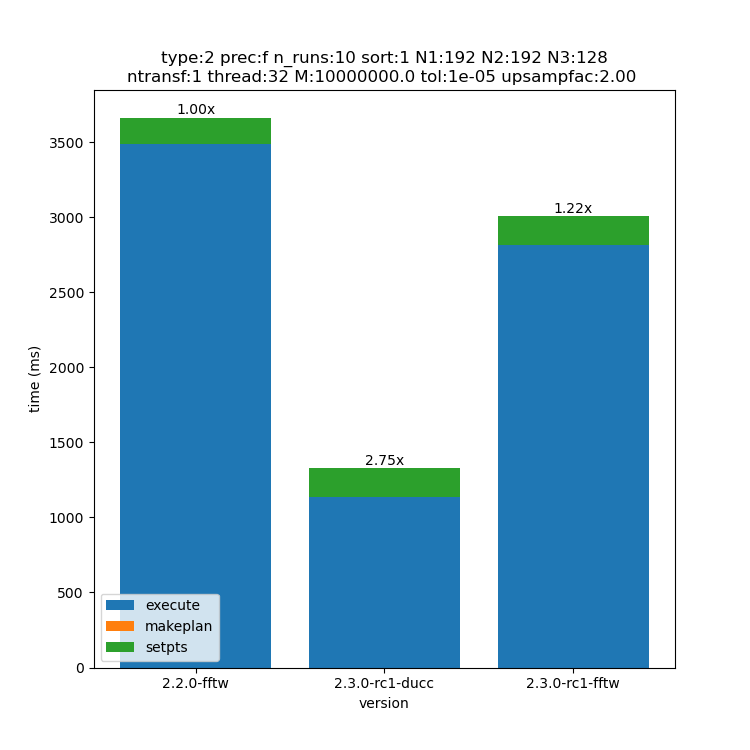 type:2 prec:f n_runs:10 sort:1 N1:192 N2:192 N3:128
ntransf:1 thread:32 M:10000000.0 tol:1e-05 upsampfac:2.00
1.00x
2.75x
1.22x
3500
3000
2500
2000
1500
1000
500
0
time (ms)
execute
makeplan
setpts
2.2.0-fftw
2.3.0-rc1-ducc
2.3.0-rc1-fftw
version